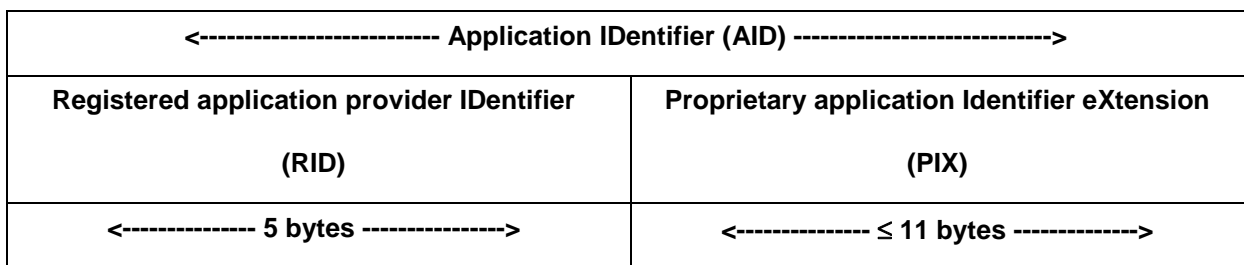 <--------------------------- Application IDentifier (AID) ----------------------------->
Registered application provider IDentifier
(RID)
Proprietary application Identifier eXtension
(PIX)
<--------------- 5 bytes ---------------->
<--------------- ≤ 11 bytes -------------->